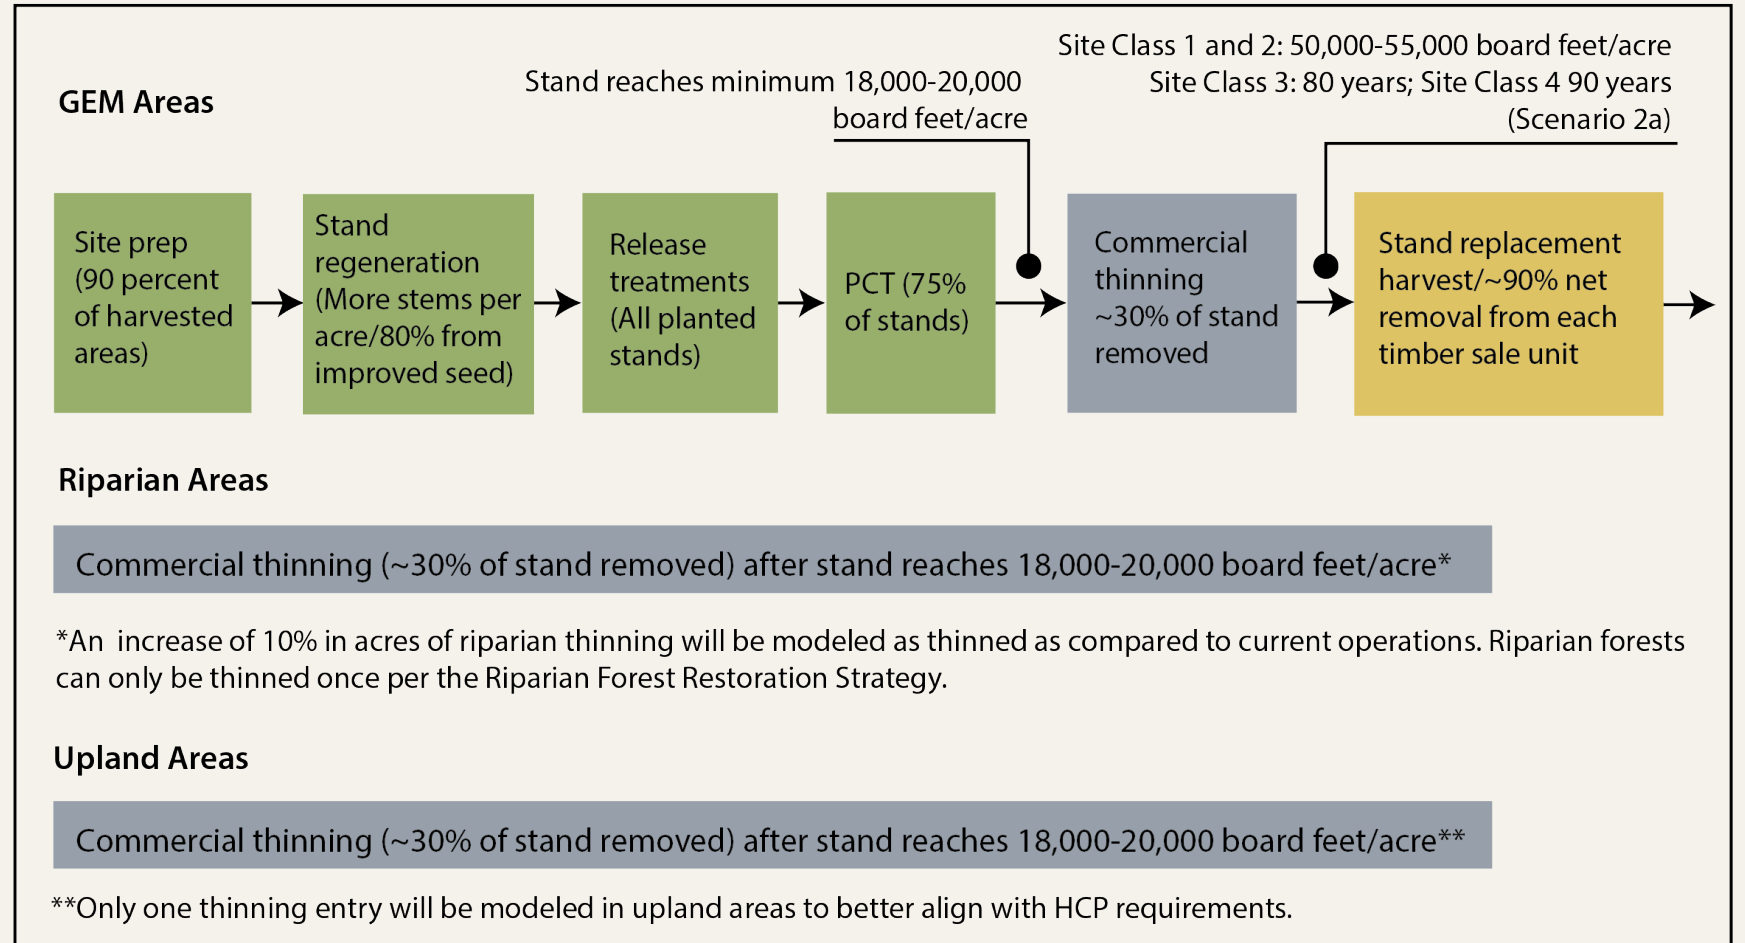 GEM Areas
Stand reaches minimum 18,000-20,000
board feet/acre
Site Class 1 and 2: 50,000-55,000 board feet/acre
Site Class 3: 80 years; Site Class 4 90 years
(Scenario 2a)
Site prep
(90 percent
of harvested
areas)
Stand
regeneration
(More stems per
acre/80% from
improved seed)
Release
treatments
(All planted
stands)
PCT (75%
of stands)
Commercial
thinning
~30% of stand
removed
Stand replacement
harvest/~90% net
removal from each
timber sale unit
Riparian Areas
Commercial thinning (~30% of stand removed) after stand reaches 18,000-20,000 board feet/acre*
*An increase of 10% in acres of riparian thinning will be modeled as thinned as compared to current operations. Riparian forests
can only be thinned once per the Riparian Forest Restoration Strategy.
Upland Areas
Commercial thinning (~30% of stand removed) after stand reaches 18,000-20,000 board feet/acre**
**Only one thinning entry will be modeled in upland areas to better align with HCP requirements.